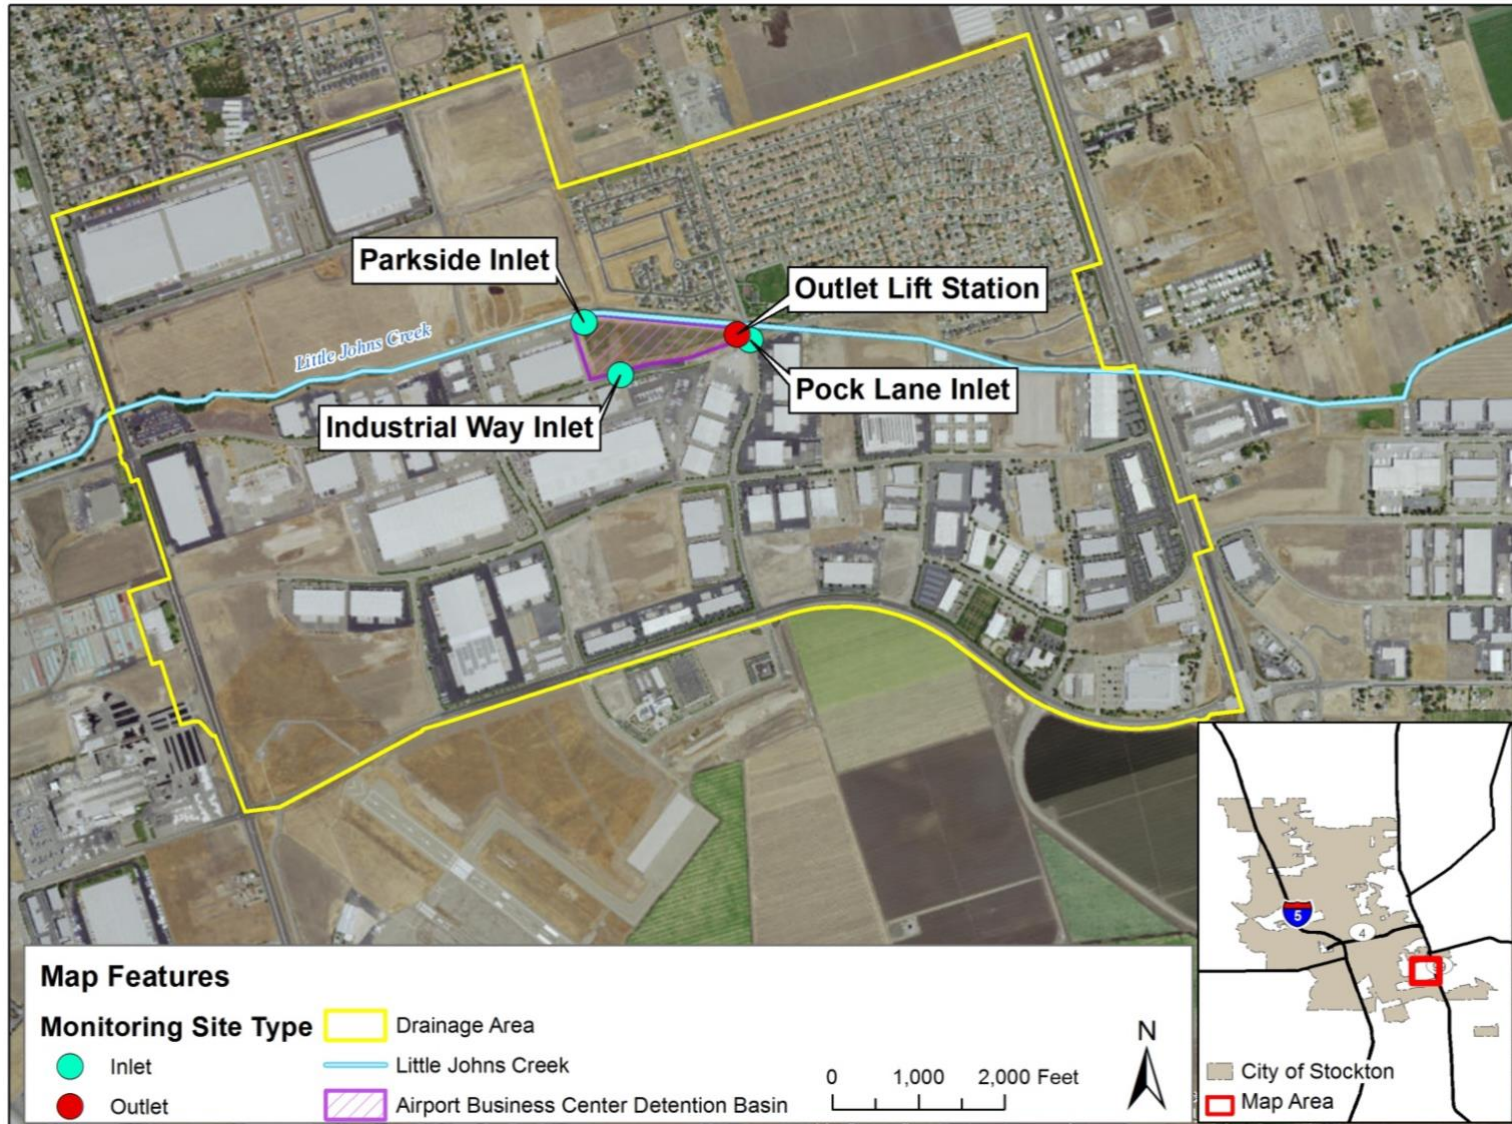 Parkside Inlet
Outlet Lift Station
Little Johns Creek
Pock Lane Inlet
Industrial Way Inlet
Map Features
Monitoring Site Type
Inlet
Outlet
Drainage Area
Little Johns Creek
Airport Business Center Detention Basin
0 1,000 2,000 Feet
N
5
4
City of Stockton
Map Area